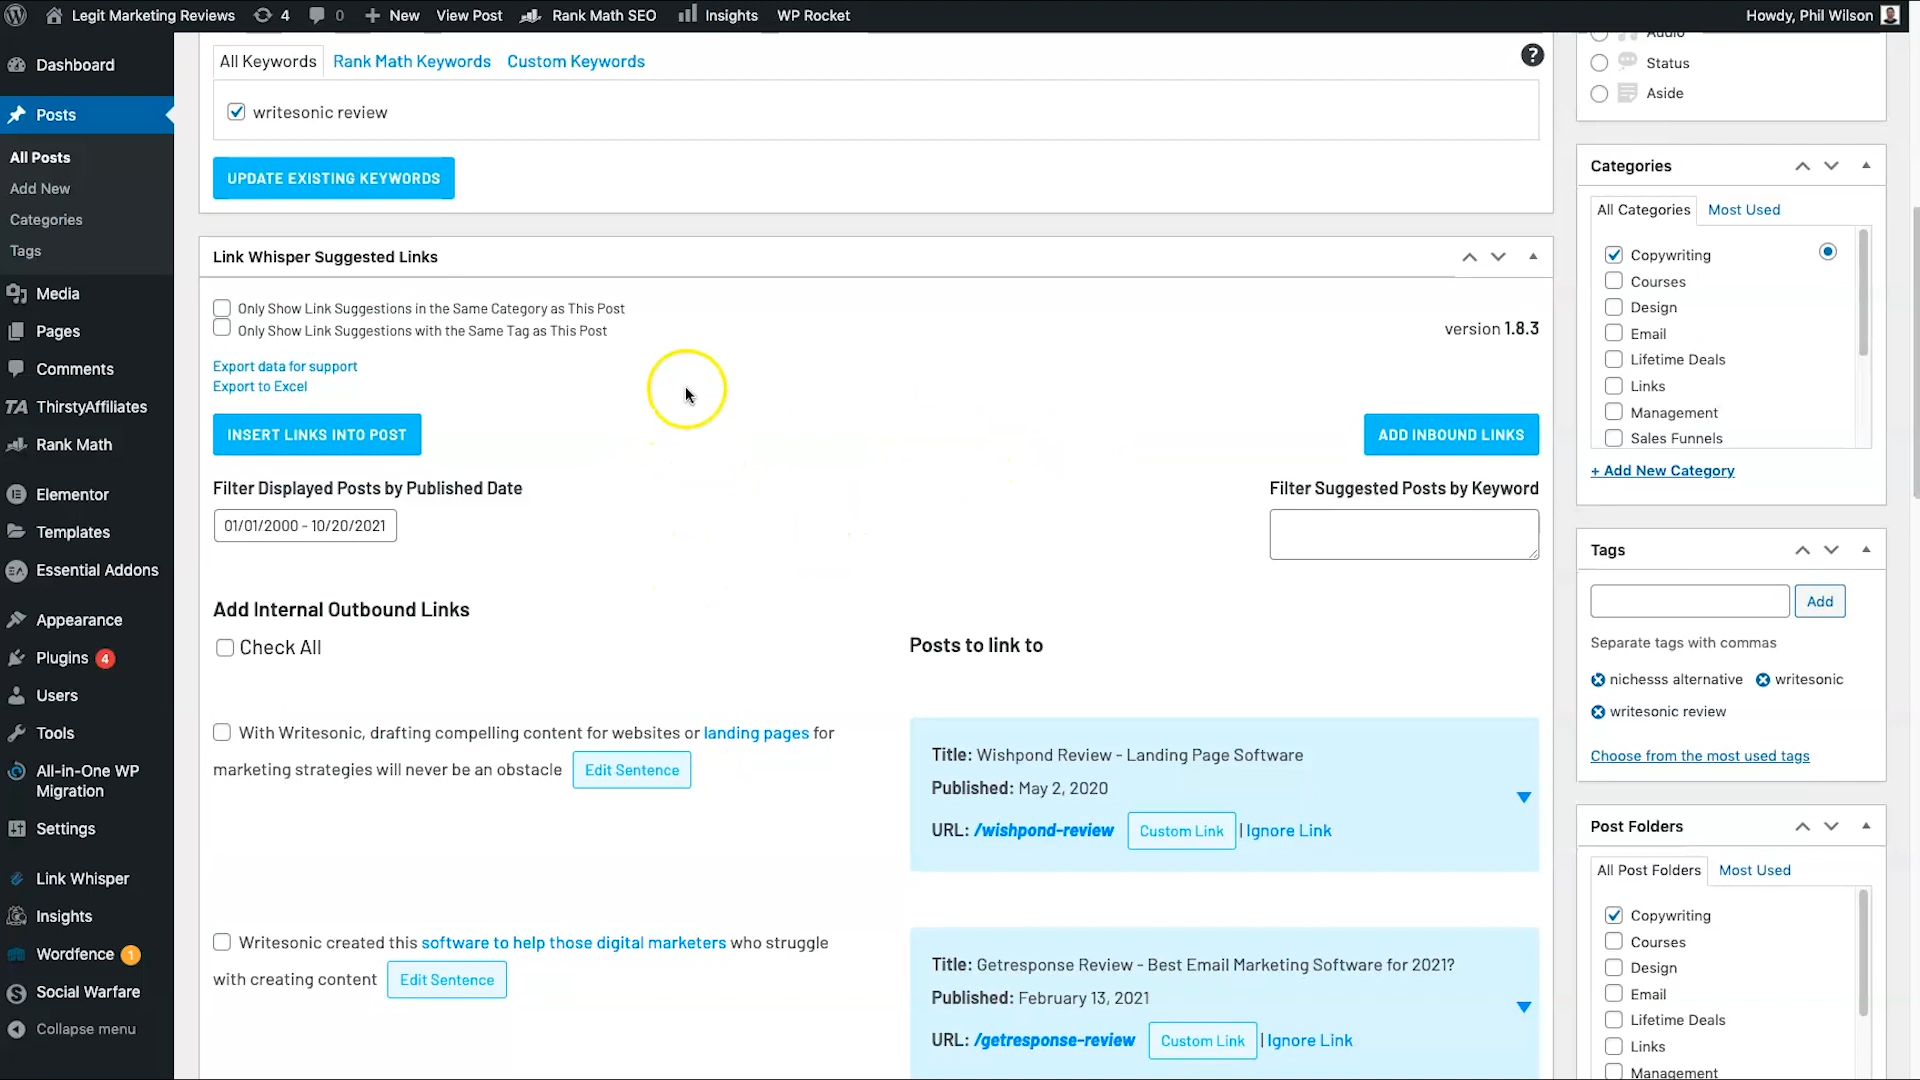 Legit Marketing Reviews 4 0 New View Post Rank Math SEO Insights WP Rocket Howdy, Phil Wilson
Dashboard
Posts
All Posts
Add New
Categories
Tags
Media
Pages
Comments
TA ThirstyAffiliates
Rank Math
Elementor
Templates
EA Essential Addons
Appearance
Plugins 4
Users
Tools
All-in-One WP
Migration
Settings
Link Whisper
Insights
Wordfence 1
Social Warfare
Collapse menu
All Keywords Rank Math Keywords Custom Keywords ?
writesonic review
UPDATE EXISTING KEYWORDS
Link Whisper Suggested Links
Only Show Link Suggestions in the Same Category as This Post
Only Show Link Suggestions with the Same Tag as This Post
version 1.8.3
Export data for support
Export to Excel
INSERT LINKS INTO POST ADD INBOUND LINKS
Filter Displayed Posts by Published Date Filter Suggested Posts by Keyword
01/01/2000 - 10/20/2021
Add Internal Outbound Links
Check All Posts to link to
With Writesonic, drafting compelling content for websites or landing pages for
marketing strategies will never be an obstacle Edit Sentence
Title: Wishpond Review - Landing Page Software
Published: May 2, 2020
URL: /wishpond-review Custom Link | Ignore Link
Writesonic created this software to help those digital marketers who struggle
with creating content Edit Sentence
Title: Getresponse Review - Best Email Marketing Software for 2021?
Published: February 13, 2021
URL: /getresponse-review Custom Link | Ignore Link
Audio
Status
Aside
Categories
All Categories Most Used
Copywriting
Courses
Design
Email
Lifetime Deals
Links
Management
Sales Funnels
+ Add New Category
Tags
Add
Separate tags with commas
nichesss alternative writesonic
writesonic review
Choose from the most used tags
Post Folders
All Post Folders Most Used
Copywriting
Courses
Design
Email
Lifetime Deals
Links
Management